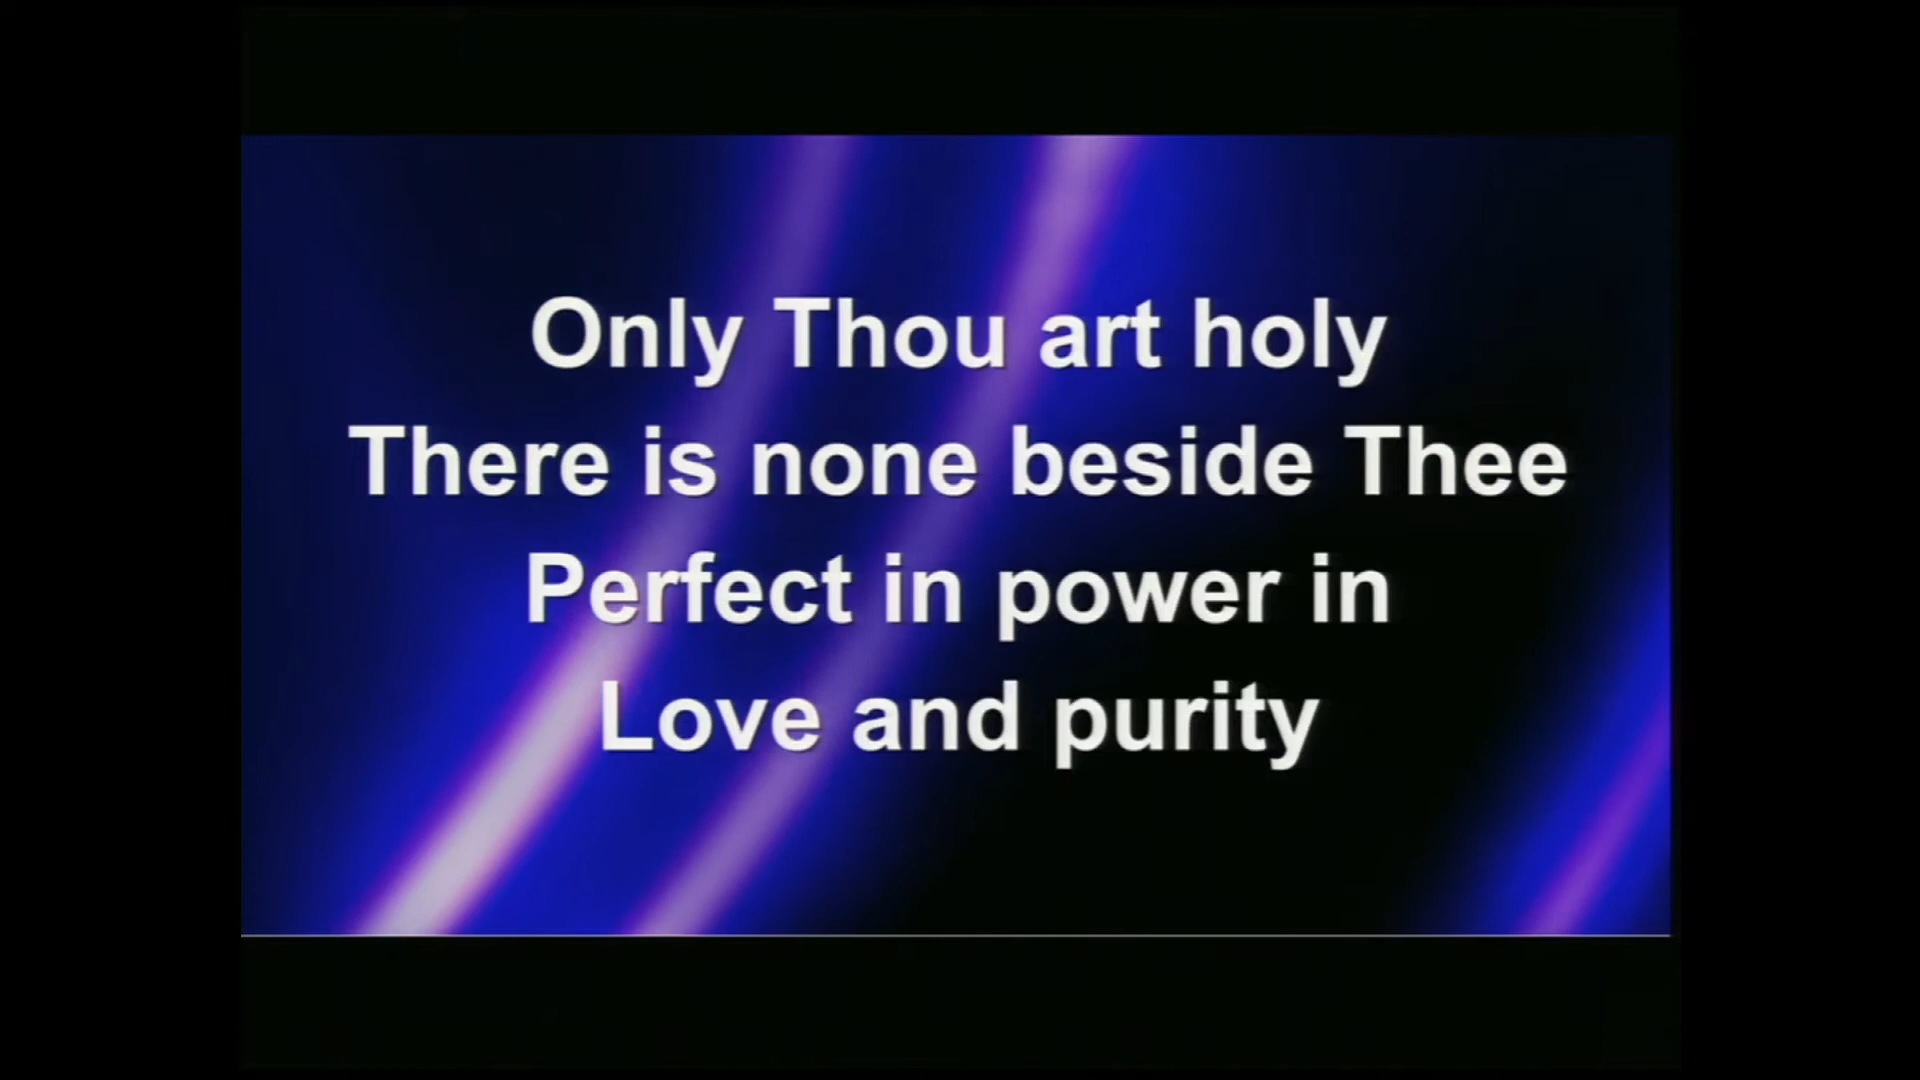 Only Thou art holy
There is none beside Thee
Perfect in power in
Love and purity